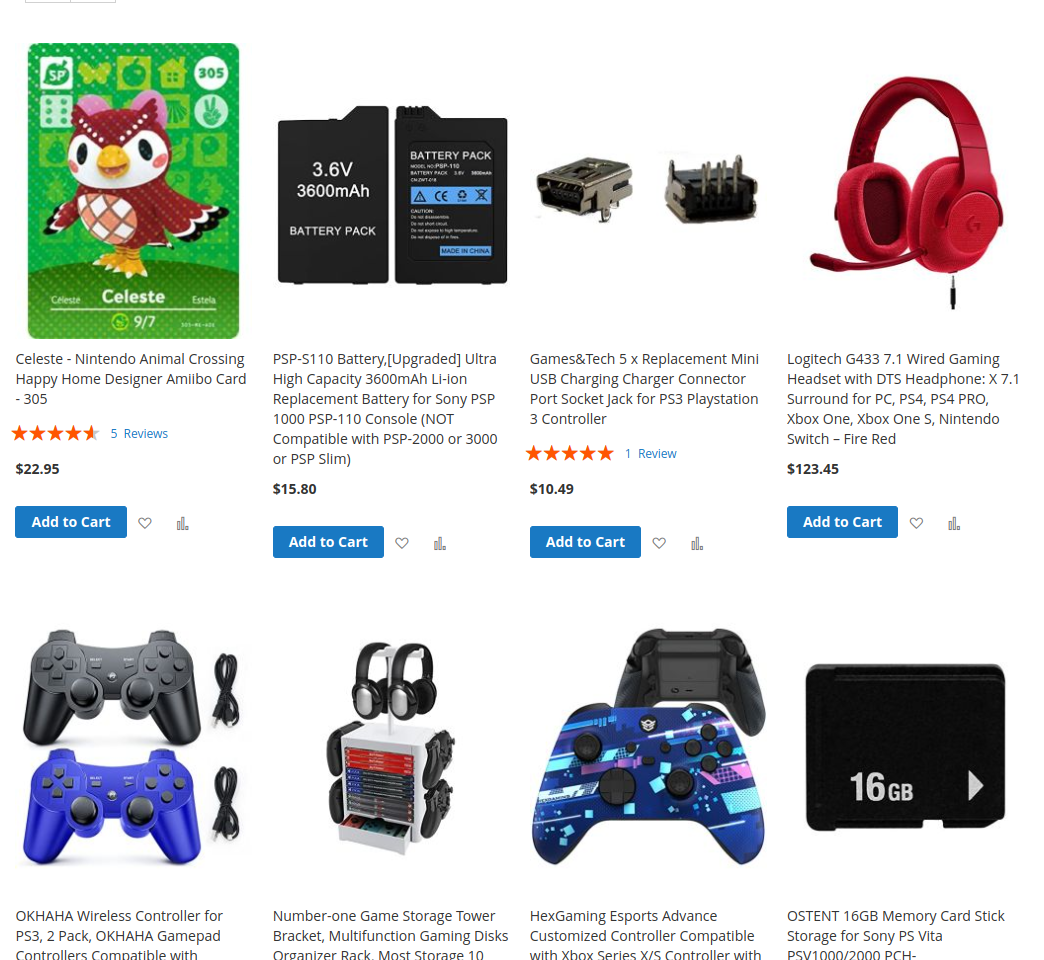 SP
305
Céleste Celeste Estela
9/7
3.6V
3600mAh
BATTERY PACK
BATTERY PACK
MODEL NO:PSP-110
BATTERY PACK 3.6V 3600mAh
CAUTION:
Do not disassemble.
Do not short circuit.
Do not expose to high temperature.
Do not dispose of in fires.
MADE IN CHINA
Celeste - Nintendo Animal Crossing
Happy Home Designer Amiibo Card
- 305
5 Reviews
$22.95
Add to Cart
PSP-S110 Battery,[Upgraded] Ultra
High Capacity 3600mAh Li-ion
Replacement Battery for Sony PSP
1000 PSP-110 Console (NOT
Compatible with PSP-2000 or 3000
or PSP Slim)
$15.80
Add to Cart
Games&Tech 5 x Replacement Mini
USB Charging Charger Connector
Port Socket Jack for PS3 Playstation
3 Controller
1 Review
$10.49
Add to Cart
Logitech G433 7.1 Wired Gaming
Headset with DTS Headphone: X 7.1
Surround for PC, PS4, PS4 PRO,
Xbox One, Xbox One S, Nintendo
Switch – Fire Red
$123.45
Add to Cart
SELECT START
16GB
OKHAHA Wireless Controller for
PS3, 2 Pack, OKHAHA Gamepad
Controllers Compatible with
Number-one Game Storage Tower
Bracket, Multifunction Gaming Disks
Organizer Rack, Most Storage 10
HexGaming Esports Advance
Customized Controller Compatible
with Xbox Series X/S Controller with
OSTENT 16GB Memory Card Stick
Storage for Sony PS Vita
PSV1000/2000 PCH-